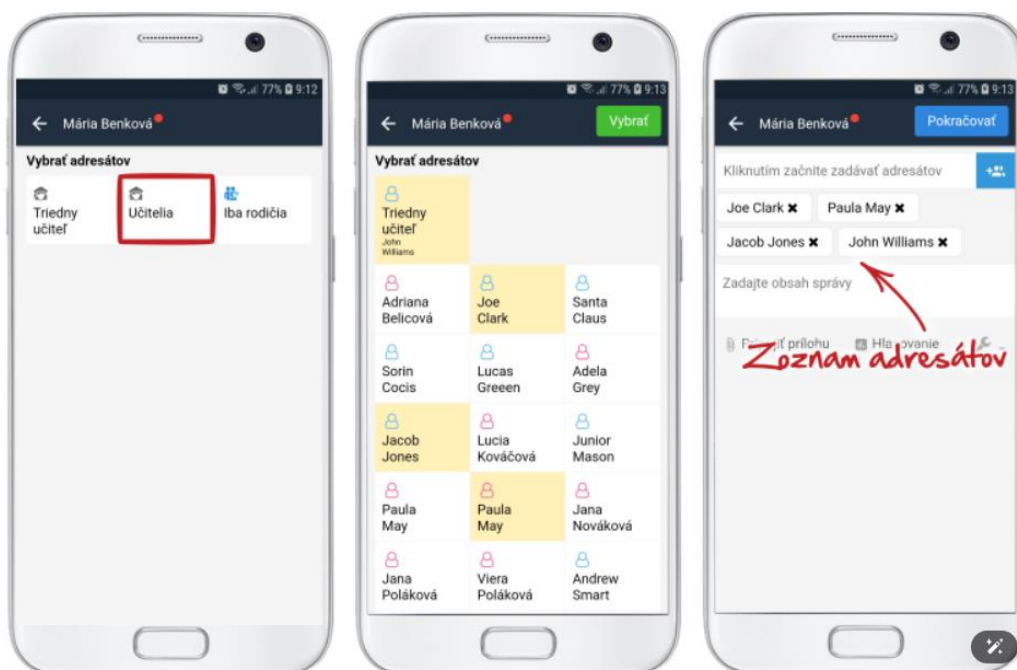 77% 9:12
Mária Benková
Vybrať adresátov
Triedny
učiteľ
Učitelia
Iba rodičia
77% 9:13
Mária Benková
Vybrať
Vybrať adresátov
Triedny
učiteľ
John
Williams
Adriana
Belicová
Joe
Clark
Santa
Claus
Sorin
Cocis
Lucas
Greeen
Adela
Grey
Jacob
Jones
Lucia
Kováčová
Junior
Mason
Paula
May
Paula
May
Jana
Nováková
Jana
Poláková
Viera
Poláková
Andrew
Smart
77% 9:13
Mária Benková
Pokračovať
Kliknutím začnite zadávať adresátov
Joe Clark ✖ Paula May ✖
Jacob Jones ✖ John Williams ✖
Zadajte obsah správy
prílohu
Zoznam adresátov